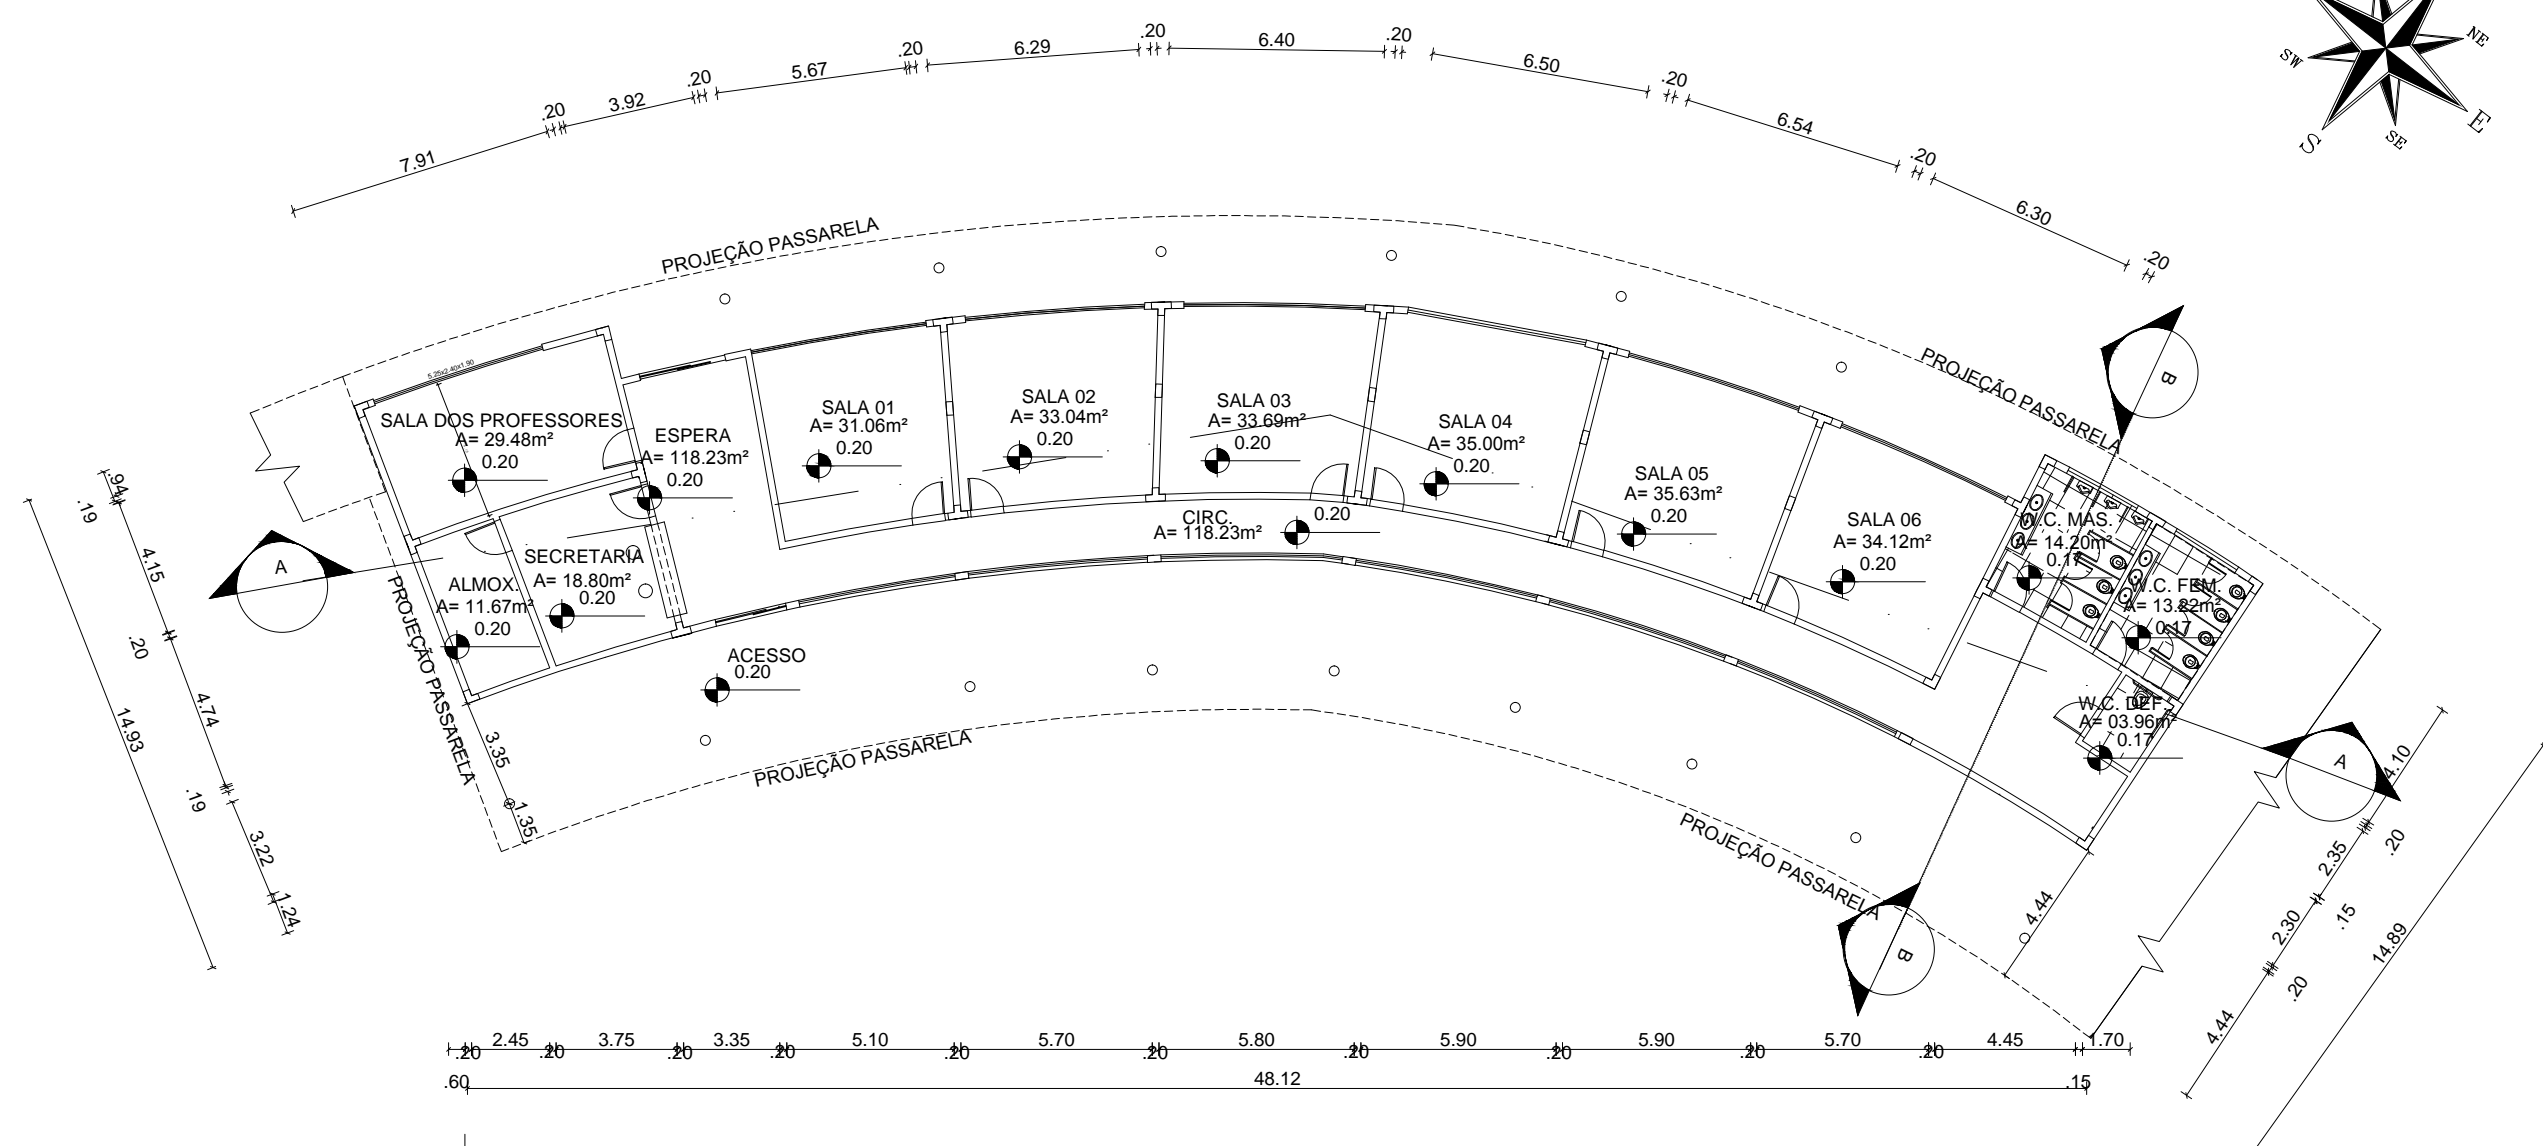 .20
6.29
.20
6.40
.20
6.50
.20
6.54
.20
6.30
.20
5.67
.20
3.92
.20
7.91
NE
E
SE
S
SW
PROJEÇÃO PASSARELA
PROJEÇÃO PASSARELA
5.25x2.40x1.90
SALA DOS PROFESSORES
A= 29.48m²
0.20
ESPERA
A= 118.23m²
0.20
SALA 01
A= 31.06m²
0.20
SALA 02
A= 33.04m²
0.20
SALA 03
A= 33.69m²
0.20
SALA 04
A= 35.00m²
0.20
SALA 05
A= 35.63m²
0.20
SALA 06
A= 34.12m²
0.20
W.C. MAS.
A= 14.20m²
0.17
W.C. FEM.
A= 13.22m²
0.17
W.C. DEF.
A= 03.96m²
0.17
CIRC.
A= 118.23m²
0.20
SECRETARIA
A= 18.80m²
0.20
ALMOX.
A= 11.67m²
0.20
ACESSO
0.20
PROJEÇÃO PASSARELA
PROJEÇÃO PASSARELA
PROJEÇÃO PASSARELA
A
A
B
B
.94
.19
4.15
.20
4.74
14.93
.19
3.22
1.24
3.35
1.35
4.10
.20
2.35
.15
2.30
14.89
.20
4.44
4.44
2.45 3.75 3.35 5.10 5.70 5.80 5.90 5.90 5.70 4.45 1.70
.20 .20 .20 .20 .20 .20 .20 .20 .20 .20
.60 48.12 .15